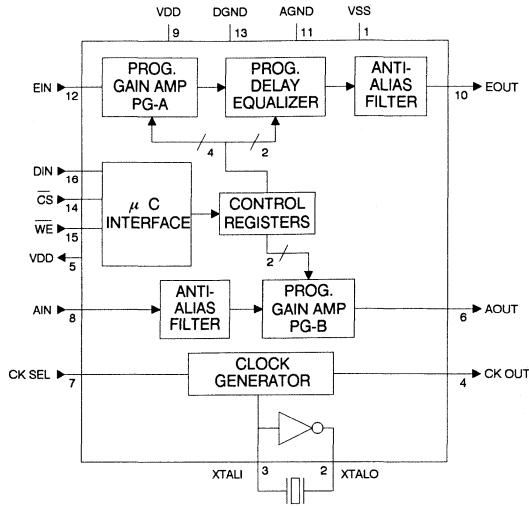 VDD DGND AGND VSS
9 13 11 1
PROG. GAIN AMP PG-A
PROG. DELAY EQUALIZER
ANTI-ALIAS FILTER
EIN
12
10
EOUT
4
2
DIN
16
CS
14
WE
15
VDD
5
μ C INTERFACE
CONTROL REGISTERS
2
AIN
8
ANTI-ALIAS FILTER
PROG. GAIN AMP PG-B
6
AOUT
CK SEL
7
CLOCK GENERATOR
4
CK OUT
XTALI 3 2 XTALO